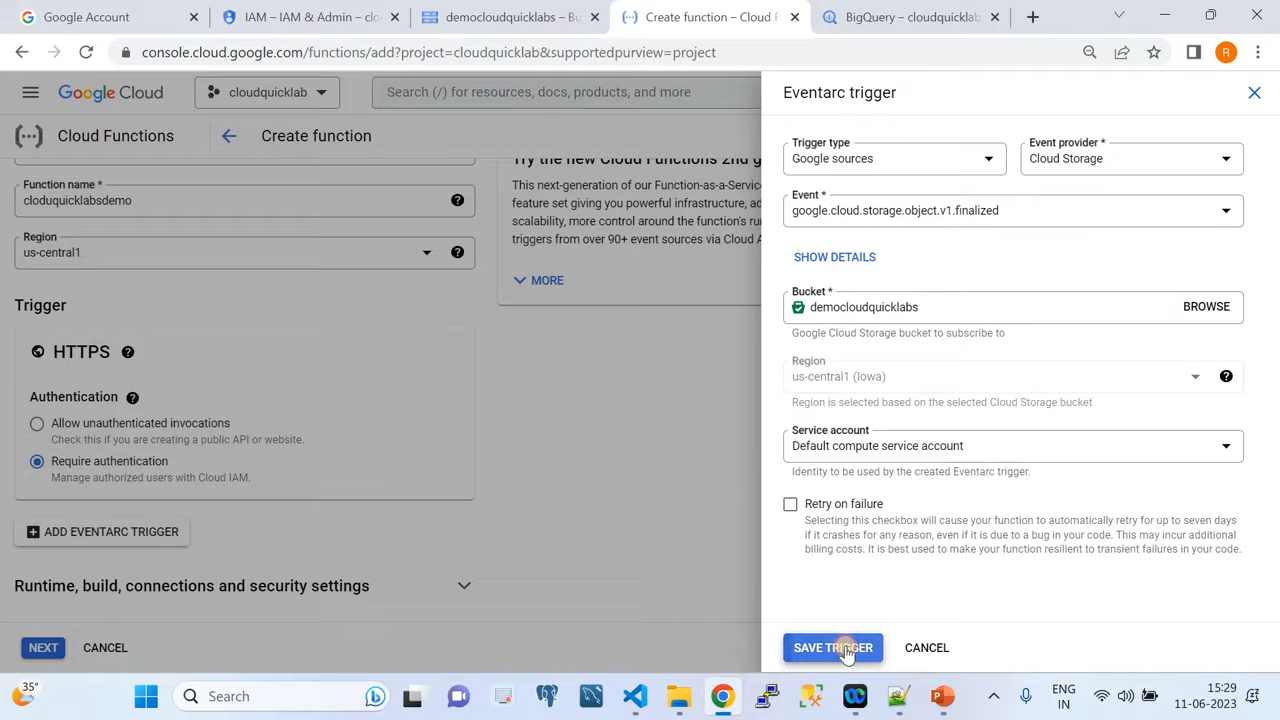 Google Account
IAM – IAM & Admin – cl
democloudquicklabs – Bu
Create function – Cloud F
BigQuery – cloudquicklab
console.cloud.google.com/functions/add?project=cloudquicklab&supportedpurview=project
R
Google Cloud
cloudquicklab
Search (/) for resources, docs, products, and more
Cloud Functions
Create function
Function name *
cloduquicklabsdemo
Region
us-central1
Trigger
HTTPS
Authentication
Allow unauthenticated invocations
Check this if you are creating a public API or website.
Require authentication
Manage authorized users with Cloud IAM.
ADD EVENTARC TRIGGER
Runtime, build, connections and security settings
NEXT
CANCEL
Try the new Cloud Functions 2nd g
This next-generation of our Function-as-a-Servic
feature set giving you powerful infrastructure, ad
scalability, more control around the function's ru
triggers from over 90+ event sources via Cloud A
MORE
Eventarc trigger
Trigger type
Google sources
Event provider *
Cloud Storage
Event *
google.cloud.storage.object.v1.finalized
SHOW DETAILS
Bucket *
democloudquicklabs
BROWSE
Google Cloud Storage bucket to subscribe to
Region
us-central1 (Iowa)
Region is selected based on the selected Cloud Storage bucket
Service account
Default compute service account
Identity to be used by the created Eventarc trigger.
Retry on failure
Selecting this checkbox will cause your function to automatically retry for up to seven days
if it crashes for any reason, even if it is due to a bug in your code. This may incur additional
billing costs. It is best used to make your function resilient to transient failures in your code.
SAVE TRIGGER
CANCEL
35°
Search
ENG
IN
15:29
11-06-2023